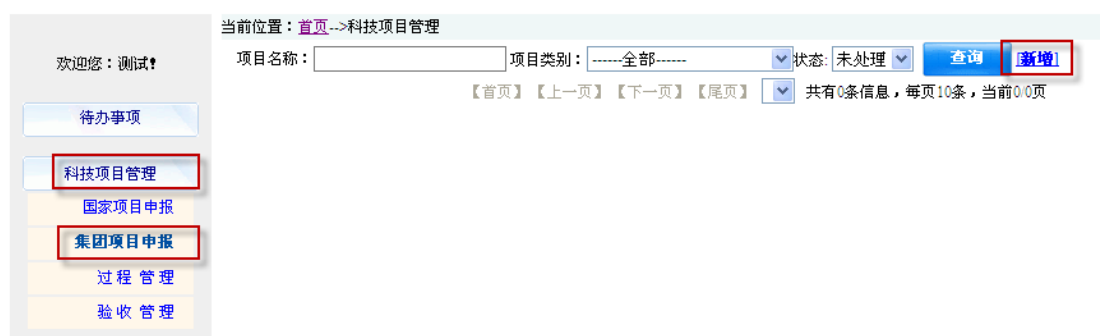 当前位置：首页-->科技项目管理
欢迎您：测试！
项目名称： 项目类别： ------全部------ 状态: 未处理 查询 [新增]
【首页】 【上一页】 【下一页】 【尾页】 共有0条信息，每页10条，当前0/0页
待办事项
科技项目管理
国家项目申报
集团项目申报
过程 管理
验收 管理